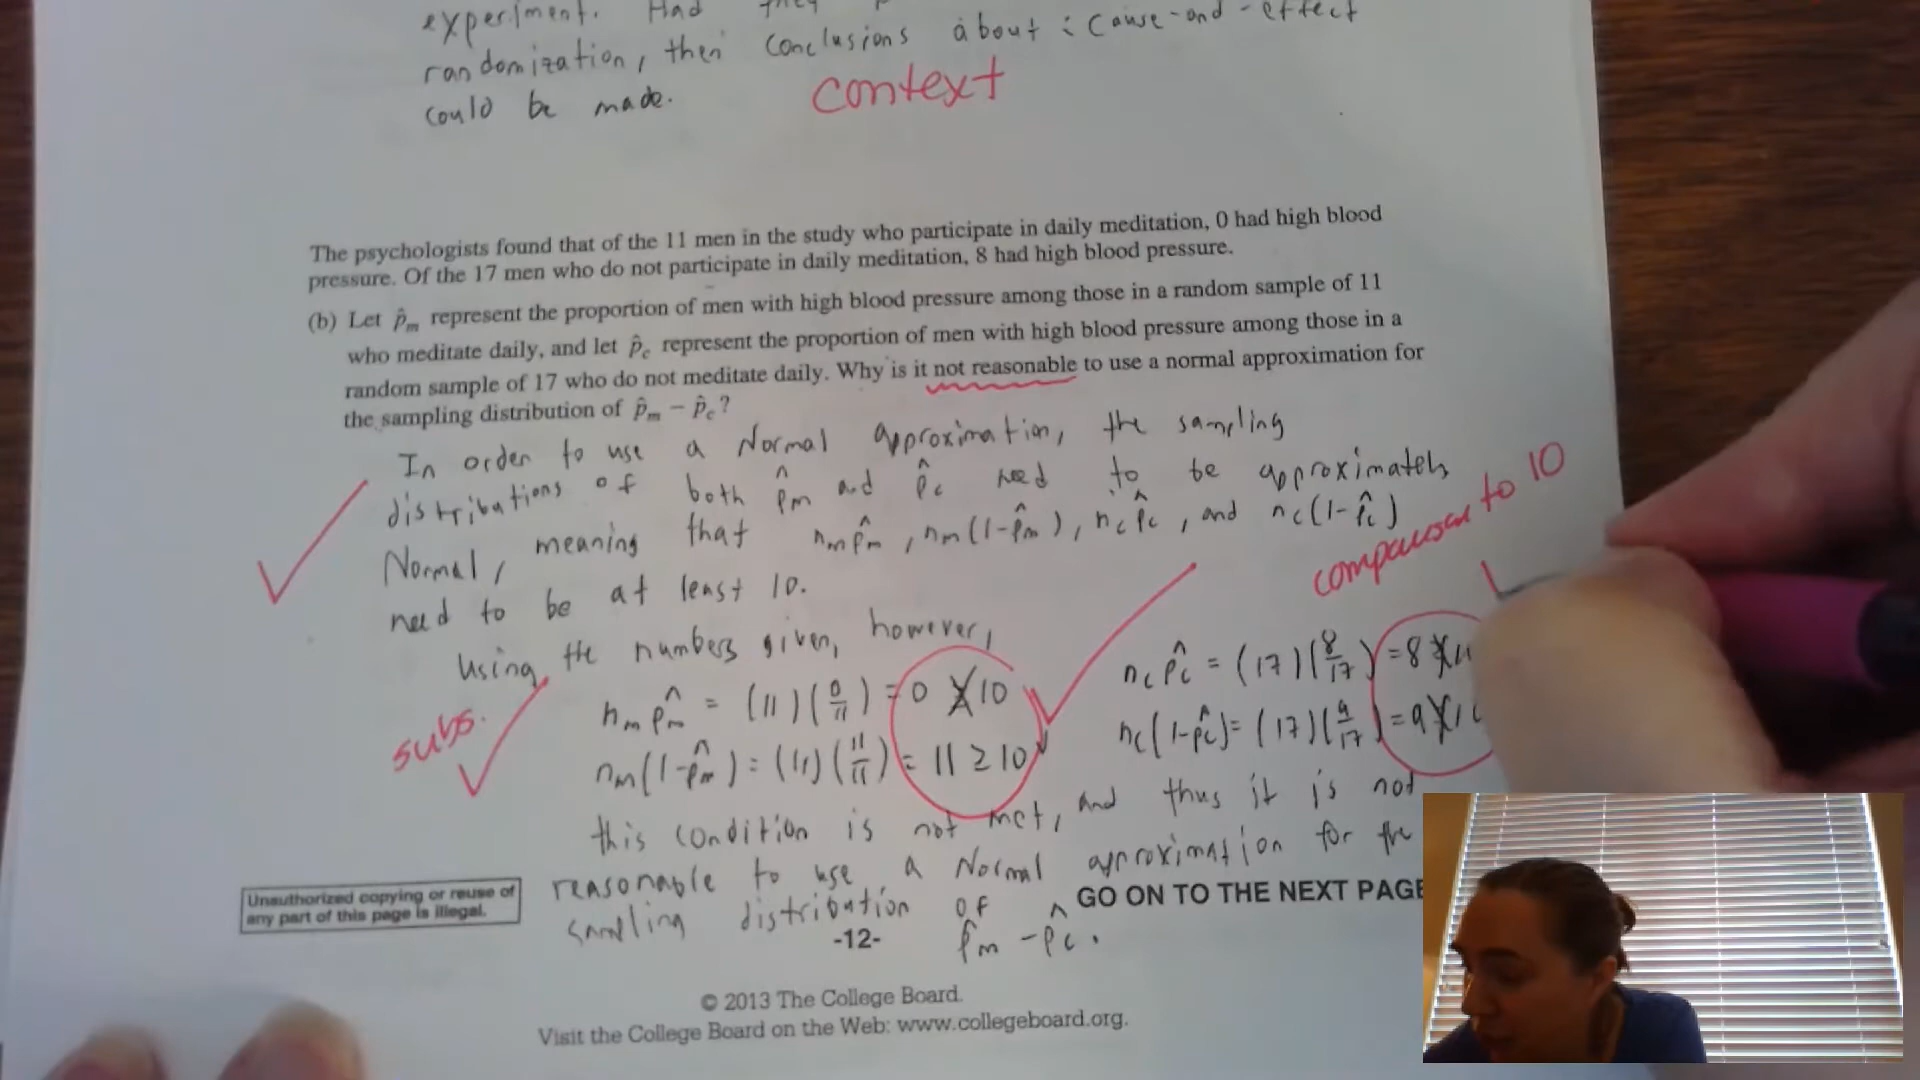 experiment. Had they
randomization, then conclusions about cause-and-effect
could be made.
context
The psychologists found that of the 11 men in the study who participate in daily meditation, 0 had high blood
pressure. Of the 17 men who do not participate in daily meditation, 8 had high blood pressure.
(b) Let p̂m represent the proportion of men with high blood pressure among those in a random sample of 11
who meditate daily, and let p̂c represent the proportion of men with high blood pressure among those in a
random sample of 17 who do not meditate daily. Why is it not reasonable to use a normal approximation for
the sampling distribution of p̂m − p̂c?
In order to use a Normal approximation, the sampling
distributions of both p̂m and p̂c need to be approximately
Normal, meaning that nm p̂m, nm(1-p̂m), nc p̂c, and nc(1-p̂c)
need to be at least 10.
comparison to 10
Using the numbers given, however,
subs.
nm p̂m = (11)(0/11) = 0 ≱ 10
nc p̂c = (17)(8/17) = 8
nm(1-p̂m) = (11)(11/11) = 11 ≥ 10
nc(1-p̂c) = (17)(9/17) = 9
this condition is not met, and thus it is not
reasonable to use a Normal approximation for the
sampling distribution of p̂m - p̂c.
Unauthorized copying or reuse of
any part of this page is illegal.
GO ON TO THE NEXT PAGE
-12-
© 2013 The College Board.
Visit the College Board on the Web: www.collegeboard.org.